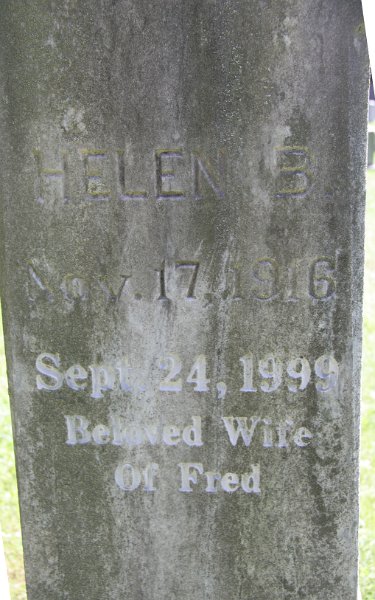 HELEN B
Nov. 17, 1916
Sept. 24, 1999
Beloved Wife
Of Fred